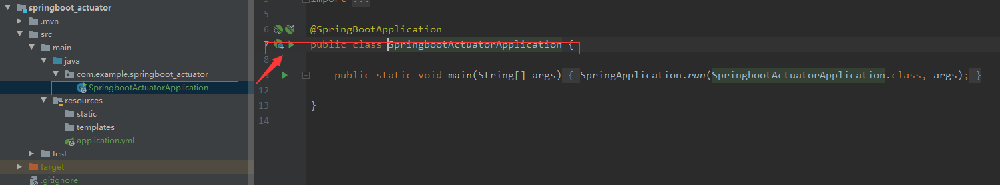 springboot_actuator
.mvn
src
main
java
com.example.springboot_actuator
SpringbootActuatorApplication
resources
static
templates
application.yml
test
target
.gitignore
import ...
5
6 @SpringBootApplication
7 public class SpringbootActuatorApplication {
8
public static void main(String[] args) { SpringApplication.run(SpringbootActuatorApplication.class, args); }
12
13 }
14